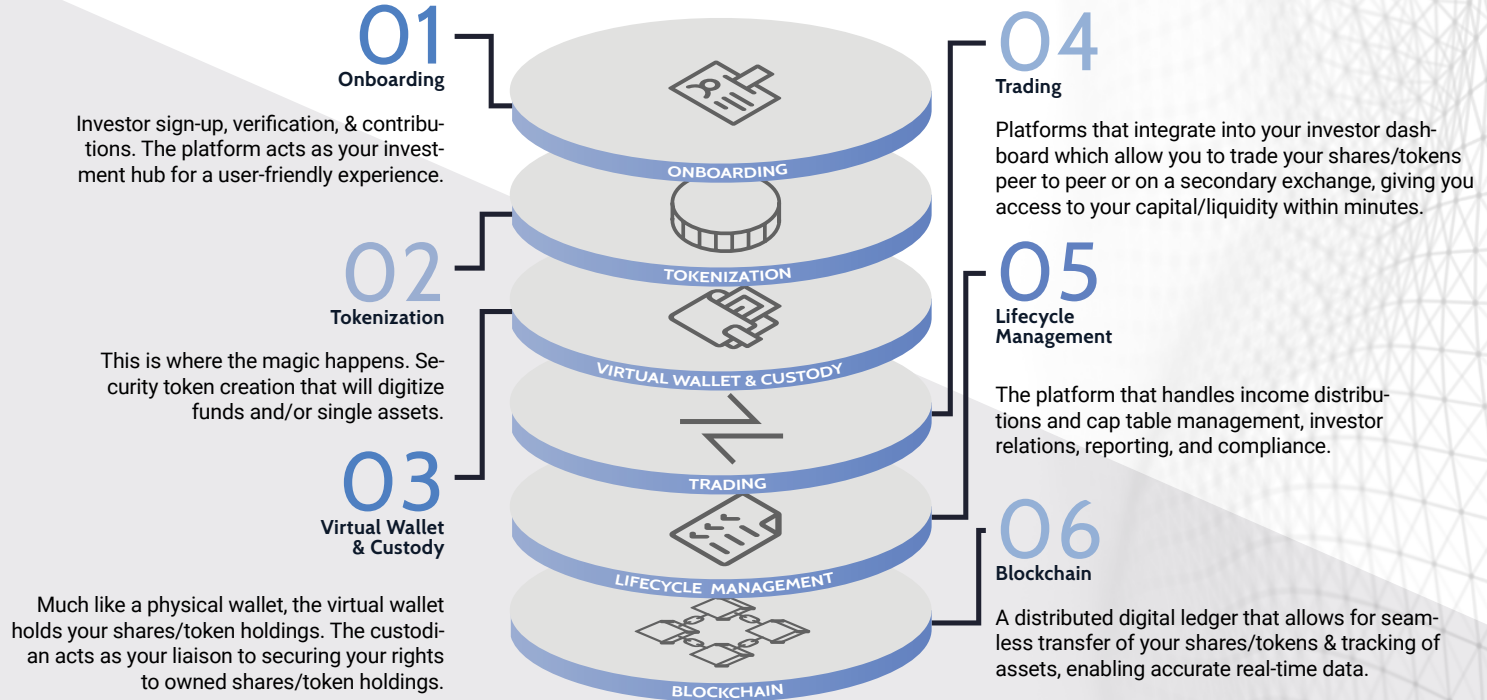 01
Onboarding
Investor sign-up, verification, & contribu-
tions. The platform acts as your invest-
ment hub for a user-friendly experience.
02
Tokenization
This is where the magic happens. Se-
curity token creation that will digitize
funds and/or single assets.
03
Virtual Wallet
& Custody
Much like a physical wallet, the virtual wallet
holds your shares/token holdings. The custodi-
an acts as your liaison to securing your rights
to owned shares/token holdings.
ONBOARDING
TOKENIZATION
VIRTUAL WALLET & CUSTODY
TRADING
LIFECYCLE MANAGEMENT
BLOCKCHAIN
04
Trading
Platforms that integrate into your investor dash-
board which allow you to trade your shares/tokens
peer to peer or on a secondary exchange, giving you
access to your capital/liquidity within minutes.
05
Lifecycle
Management
The platform that handles income distribu-
tions and cap table management, investor
relations, reporting, and compliance.
06
Blockchain
A distributed digital ledger that allows for seam-
less transfer of your shares/tokens & tracking of
assets, enabling accurate real-time data.